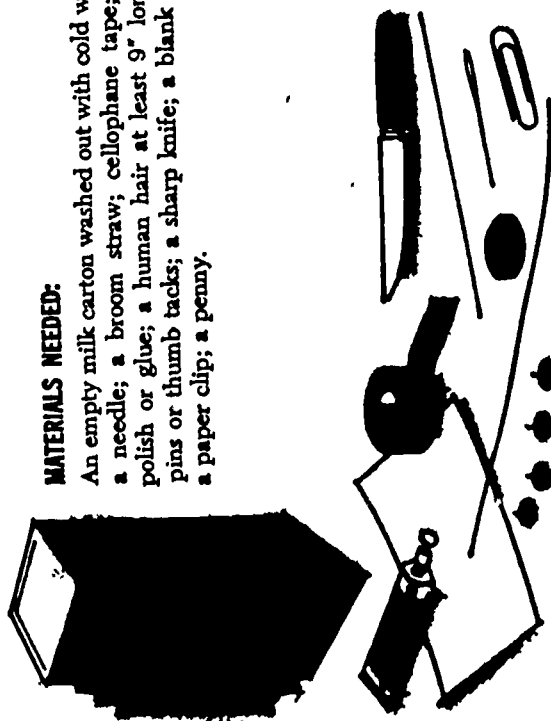 MATERIALS NEEDED:
An empty milk carton washed out with cold
a needle; a broom straw; cellophane tape;
polish or glue; a human hair at least 9"
pins or thumb tacks; a sharp knife; a blank
a paper clip; a penny.